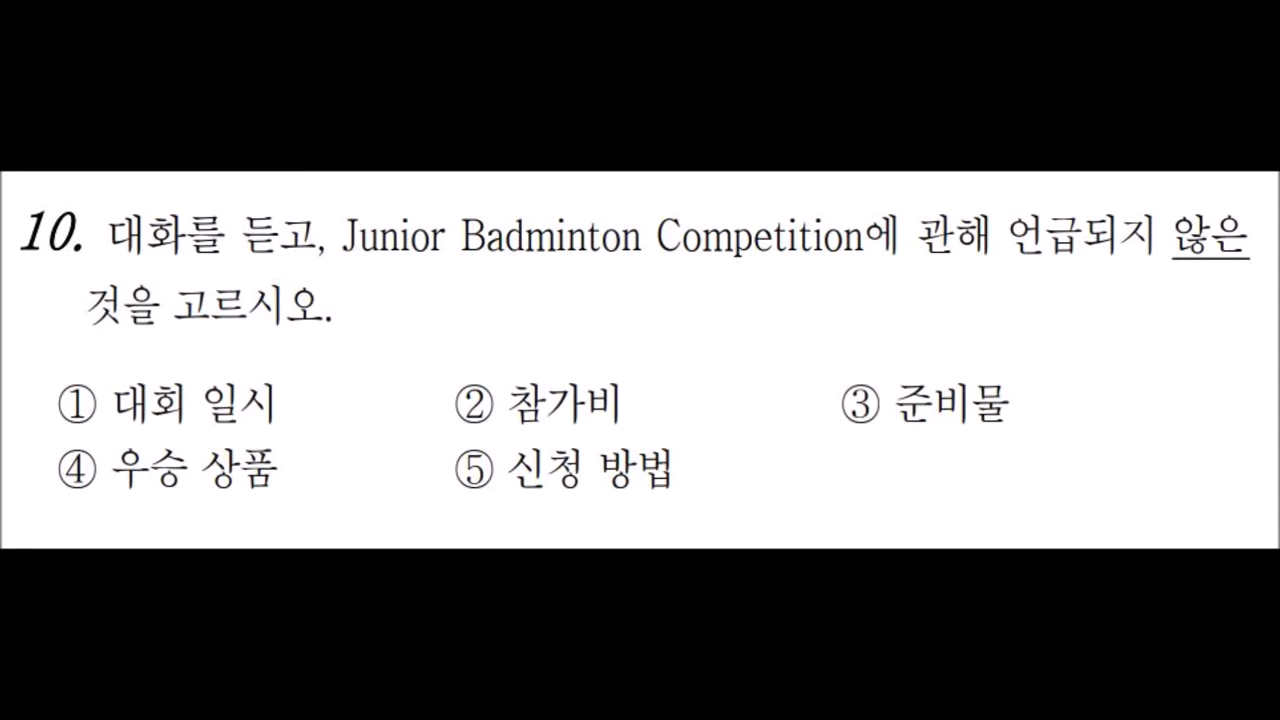 10. 대화를 듣고, Junior Badminton Competition에 관해 언급되지 않은
것을 고르시오.
① 대회 일시 ② 참가비 ③ 준비물
④ 우승 상품 ⑤ 신청 방법